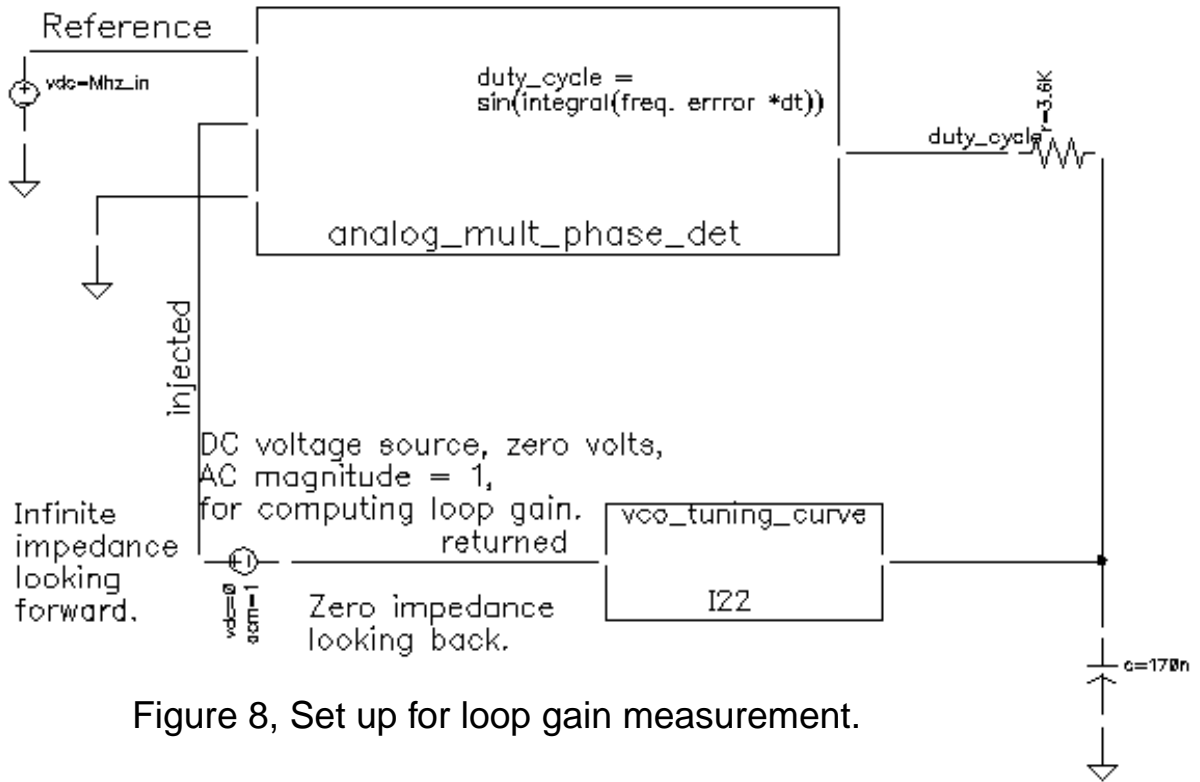 Reference
vdc=Mhz_in
duty_cycle =
sin(integral(freq. errror *dt))
r=3.6K
duty_cycle
analog_mult_phase_det
injected
DC voltage source, zero volts,
AC magnitude = 1,
for computing loop gain.
Infinite
impedance
looking
forward.
returned
vco_tuning_curve
vdc=0
acm=1
Zero impedance
looking back.
I22
c=170n
Figure 8, Set up for loop gain measurement.